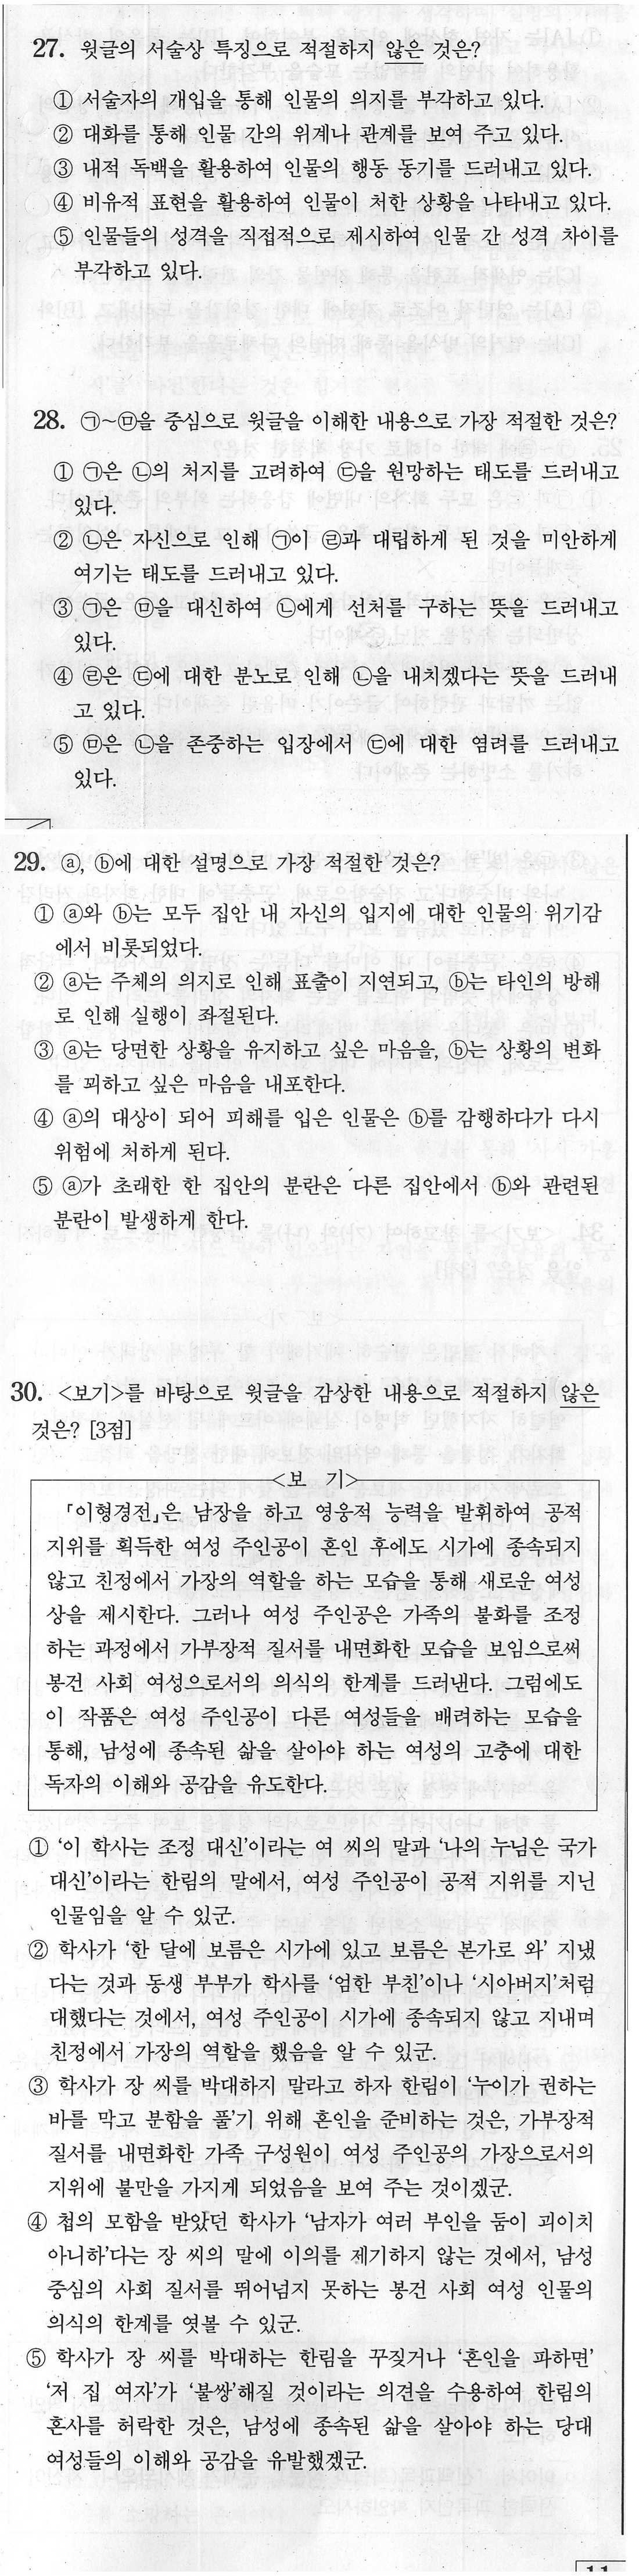 27. 윗글의 서술상 특징으로 적절하지 않은 것은?
① 서술자의 개입을 통해 인물의 의지를 부각하고 있다.
② 대화를 통해 인물 간의 위계나 관계를 보여 주고 있다.
③ 내적 독백을 활용하여 인물의 행동 동기를 드러내고 있다.
④ 비유적 표현을 활용하여 인물이 처한 상황을 나타내고 있다.
⑤ 인물들의 성격을 직접적으로 제시하여 인물 간 성격 차이를
부각하고 있다.
28. ㉠~㉤을 중심으로 윗글을 이해한 내용으로 가장 적절한 것은?
① ㉠은 ㉡의 처지를 고려하여 ㉢을 원망하는 태도를 드러내고
있다.
② ㉡은 자신으로 인해 ㉠이 ㉣과 대립하게 된 것을 미안하게
여기는 태도를 드러내고 있다.
③ ㉠은 ㉤을 대신하여 ㉡에게 선처를 구하는 뜻을 드러내고
있다.
④ ㉣은 ㉢에 대한 분노로 인해 ㉡을 내치겠다는 뜻을 드러내
고 있다.
⑤ ㉤은 ㉡을 존중하는 입장에서 ㉢에 대한 염려를 드러내고
있다.
29. ⓐ, ⓑ에 대한 설명으로 가장 적절한 것은?
① ⓐ와 ⓑ는 모두 집안 내 자신의 입지에 대한 인물의 위기감
에서 비롯되었다.
② ⓐ는 주체의 의지로 인해 표출이 지연되고, ⓑ는 타인의 방해
로 인해 실행이 좌절된다.
③ ⓐ는 당면한 상황을 유지하고 싶은 마음을, ⓑ는 상황의 변화
를 꾀하고 싶은 마음을 내포한다.
④ ⓐ의 대상이 되어 피해를 입은 인물은 ⓑ를 감행하다가 다시
위험에 처하게 된다.
⑤ ⓐ가 초래한 한 집안의 분란은 다른 집안에서 ⓑ와 관련된
분란이 발생하게 한다.
30. <보기>를 바탕으로 윗글을 감상한 내용으로 적절하지 않은
것은? [3점]
<보 기>
「이형경전」은 남장을 하고 영웅적 능력을 발휘하여 공적
지위를 획득한 여성 주인공이 혼인 후에도 시가에 종속되지
않고 친정에서 가장의 역할을 하는 모습을 통해 새로운 여성
상을 제시한다. 그러나 여성 주인공은 가족의 불화를 조정
하는 과정에서 가부장적 질서를 내면화한 모습을 보임으로써
봉건 사회 여성으로서의 의식의 한계를 드러낸다. 그럼에도
이 작품은 여성 주인공이 다른 여성들을 배려하는 모습을
통해, 남성에 종속된 삶을 살아야 하는 여성의 고충에 대한
독자의 이해와 공감을 유도한다.
① ‘이 학사는 조정 대신’이라는 여 씨의 말과 ‘나의 누님은 국가
대신’이라는 한림의 말에서, 여성 주인공이 공적 지위를 지닌
인물임을 알 수 있군.
② 학사가 ‘한 달에 보름은 시가에 있고 보름은 본가로 와’ 지냈
다는 것과 동생 부부가 학사를 ‘엄한 부친’이나 ‘시아버지’처럼
대했다는 것에서, 여성 주인공이 시가에 종속되지 않고 지내며
친정에서 가장의 역할을 했음을 알 수 있군.
③ 학사가 장 씨를 박대하지 말라고 하자 한림이 ‘누이가 권하는
바를 막고 분함을 풀’기 위해 혼인을 준비하는 것은, 가부장적
질서를 내면화한 가족 구성원이 여성 주인공의 가장으로서의
지위에 불만을 가지게 되었음을 보여 주는 것이겠군.
④ 첩의 모함을 받았던 학사가 ‘남자가 여러 부인을 둠이 괴이치
아니하’다는 장 씨의 말에 이의를 제기하지 않는 것에서, 남성
중심의 사회 질서를 뛰어넘지 못하는 봉건 사회 여성 인물의
의식의 한계를 엿볼 수 있군.
⑤ 학사가 장 씨를 박대하는 한림을 꾸짖거나 ‘혼인을 파하면’
‘저 집 여자’가 ‘불쌍’해질 것이라는 의견을 수용하여 한림의
혼사를 허락한 것은, 남성에 종속된 삶을 살아야 하는 당대
여성들의 이해와 공감을 유발했겠군.